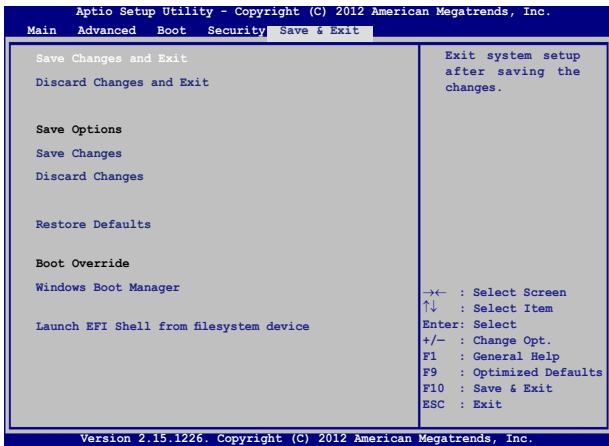 Aptio Setup Utility - Copyright (C) 2012 American Megatrends, Inc.
Main Advanced Boot Security Save & Exit
Save Changes and Exit
Discard Changes and Exit
Save Options
Save Changes
Discard Changes
Restore Defaults
Boot Override
Windows Boot Manager
Launch EFI Shell from filesystem device
Exit system setup
after saving the
changes.
→← : Select Screen
↑↓ : Select Item
Enter: Select
+/— : Change Opt.
F1 : General Help
F9 : Optimized Defaults
F10 : Save & Exit
ESC : Exit
Version 2.15.1226. Copyright (C) 2012 American Megatrends, Inc.